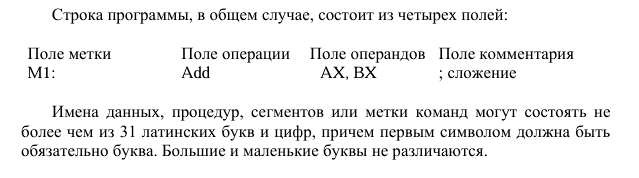 Строка программы, в общем случае, состоит из четырех полей:
Поле метки Поле операции Поле операндов Поле комментария
М1: Add AX, BX ; сложение
Имена данных, процедур, сегментов или метки команд могут состоять не
более чем из 31 латинских букв и цифр, причем первым символом должна быть
обязательно буква. Большие и маленькие буквы не различаются.